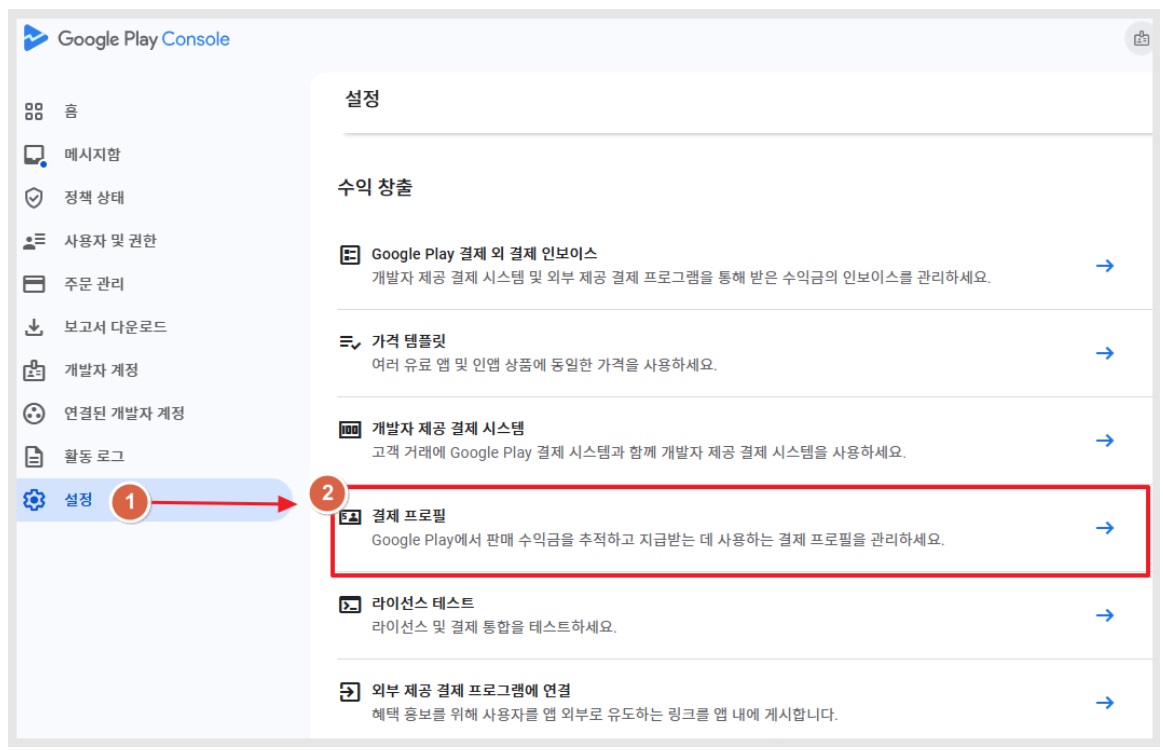 Google Play Console
홈
메시지함
정책 상태
사용자 및 권한
주문 관리
보고서 다운로드
개발자 계정
연결된 개발자 계정
활동 로그
설정
1
설정
수익 창출
Google Play 결제 외 결제 인보이스
개발자 제공 결제 시스템 및 외부 제공 결제 프로그램을 통해 받은 수익금의 인보이스를 관리하세요.
가격 템플릿
여러 유료 앱 및 인앱 상품에 동일한 가격을 사용하세요.
개발자 제공 결제 시스템
고객 거래에 Google Play 결제 시스템과 함께 개발자 제공 결제 시스템을 사용하세요.
2
결제 프로필
Google Play에서 판매 수익금을 추적하고 지급받는 데 사용하는 결제 프로필을 관리하세요.
라이선스 테스트
라이선스 및 결제 통합을 테스트하세요.
외부 제공 결제 프로그램에 연결
혜택 홍보를 위해 사용자를 앱 외부로 유도하는 링크를 앱 내에 게시합니다.